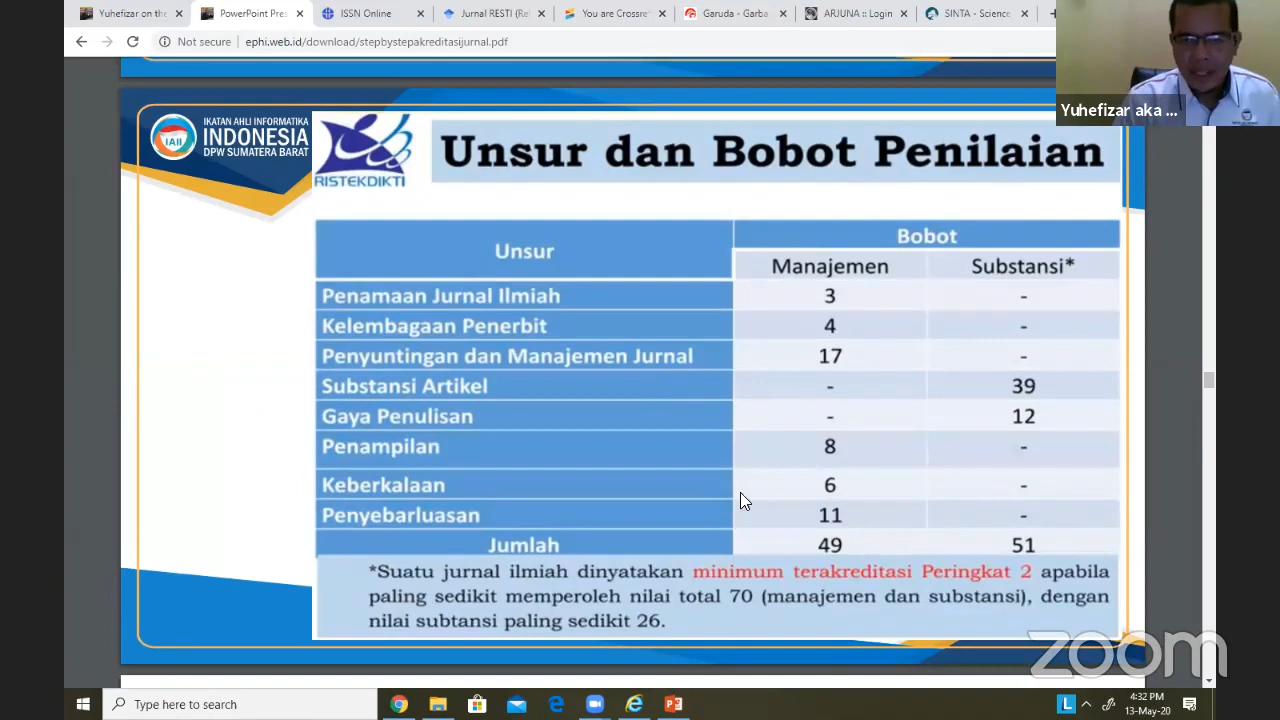 Yuhefizar on the
PowerPoint Pres
ISSN Online
Jurnal RESTI (Re
You are Crossre
Garuda - Garba
ARJUNA :: Login
SINTA - Science
Not secure
ephi.web.id/download/stepbystepakreditasijurnal.pdf
Yuhefizar aka ...
IKATAN AHLI INFORMATIKA
INDONESIA
DPW SUMATERA BARAT
IAII
RISTEKDIKTI
Unsur dan Bobot Penilaian
Unsur Bobot
Manajemen Substansi*
Penamaan Jurnal Ilmiah 3 -
Kelembagaan Penerbit 4 -
Penyuntingan dan Manajemen Jurnal 17 -
Substansi Artikel - 39
Gaya Penulisan - 12
Penampilan 8 -
Keberkalaan 6 -
Penyebarluasan 11 -
Jumlah 49 51
*Suatu jurnal ilmiah dinyatakan minimum terakreditasi Peringkat 2 apabila
paling sedikit memperoleh nilai total 70 (manajemen dan substansi), dengan
nilai subtansi paling sedikit 26.
zoom
Type here to search
4:32 PM
13-May-20